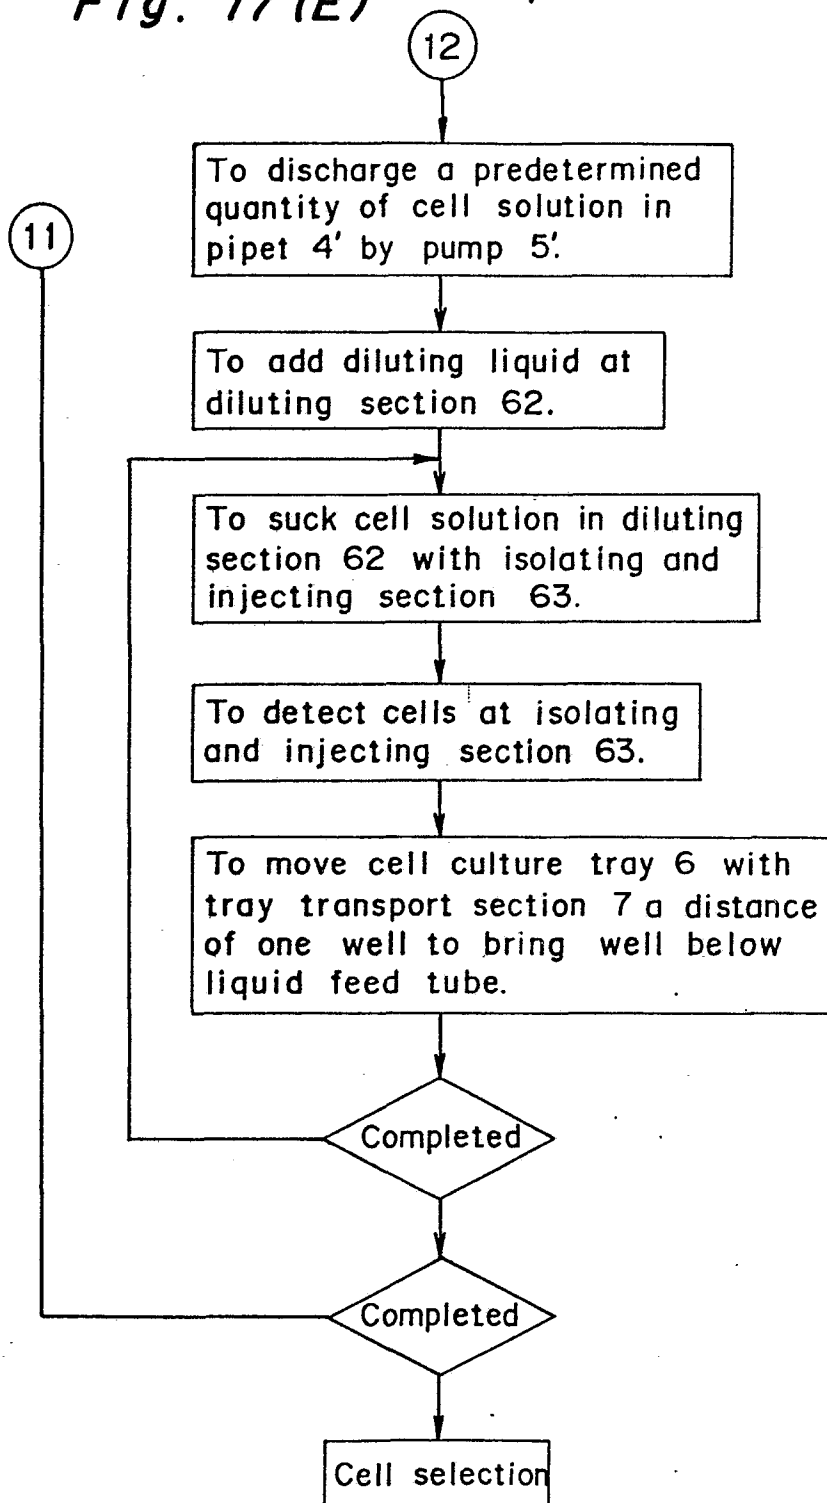 Fig. 17 (E)
12
To discharge a predetermined
quantity of cell solution in
pipet 4' by pump 5'.
11
To add diluting liquid at
diluting section 62.
To suck cell solution in diluting
section 62 with isolating and
injecting section 63.
To detect cells at isolating
and injecting section 63.
To move cell culture tray 6 with
tray transport section 7 a distance
of one well to bring well below
liquid feed tube.
Completed
Completed
Cell selection